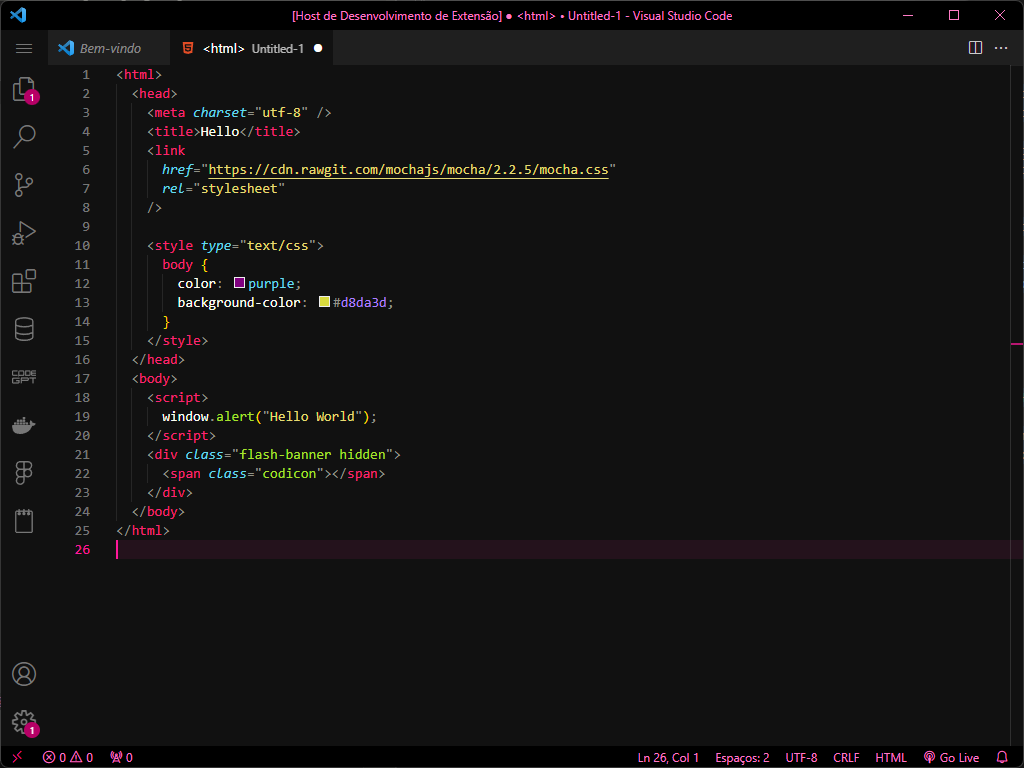 [Host de Desenvolvimento de Extensão] ● <html> • Untitled-1 - Visual Studio Code
Bem-vindo
<html> Untitled-1 ●
1 <html>
2 <head>
3 <meta charset="utf-8" />
4 <title>Hello</title>
5 <link
6 href="https://cdn.rawgit.com/mochajs/mocha/2.2.5/mocha.css"
7 rel="stylesheet"
8 />
9
10 <style type="text/css">
11 body {
12 color: purple;
13 background-color: #d8da3d;
14 }
15 </style>
16 </head>
17 <body>
18 <script>
19 window.alert("Hello World");
20 </script>
21 <div class="flash-banner hidden">
22 <span class="codicon"></span>
23 </div>
24 </body>
25 </html>
26
1
CODE
GPT
1
0 0 0 Ln 26, Col 1 Espaços: 2 UTF-8 CRLF HTML Go Live